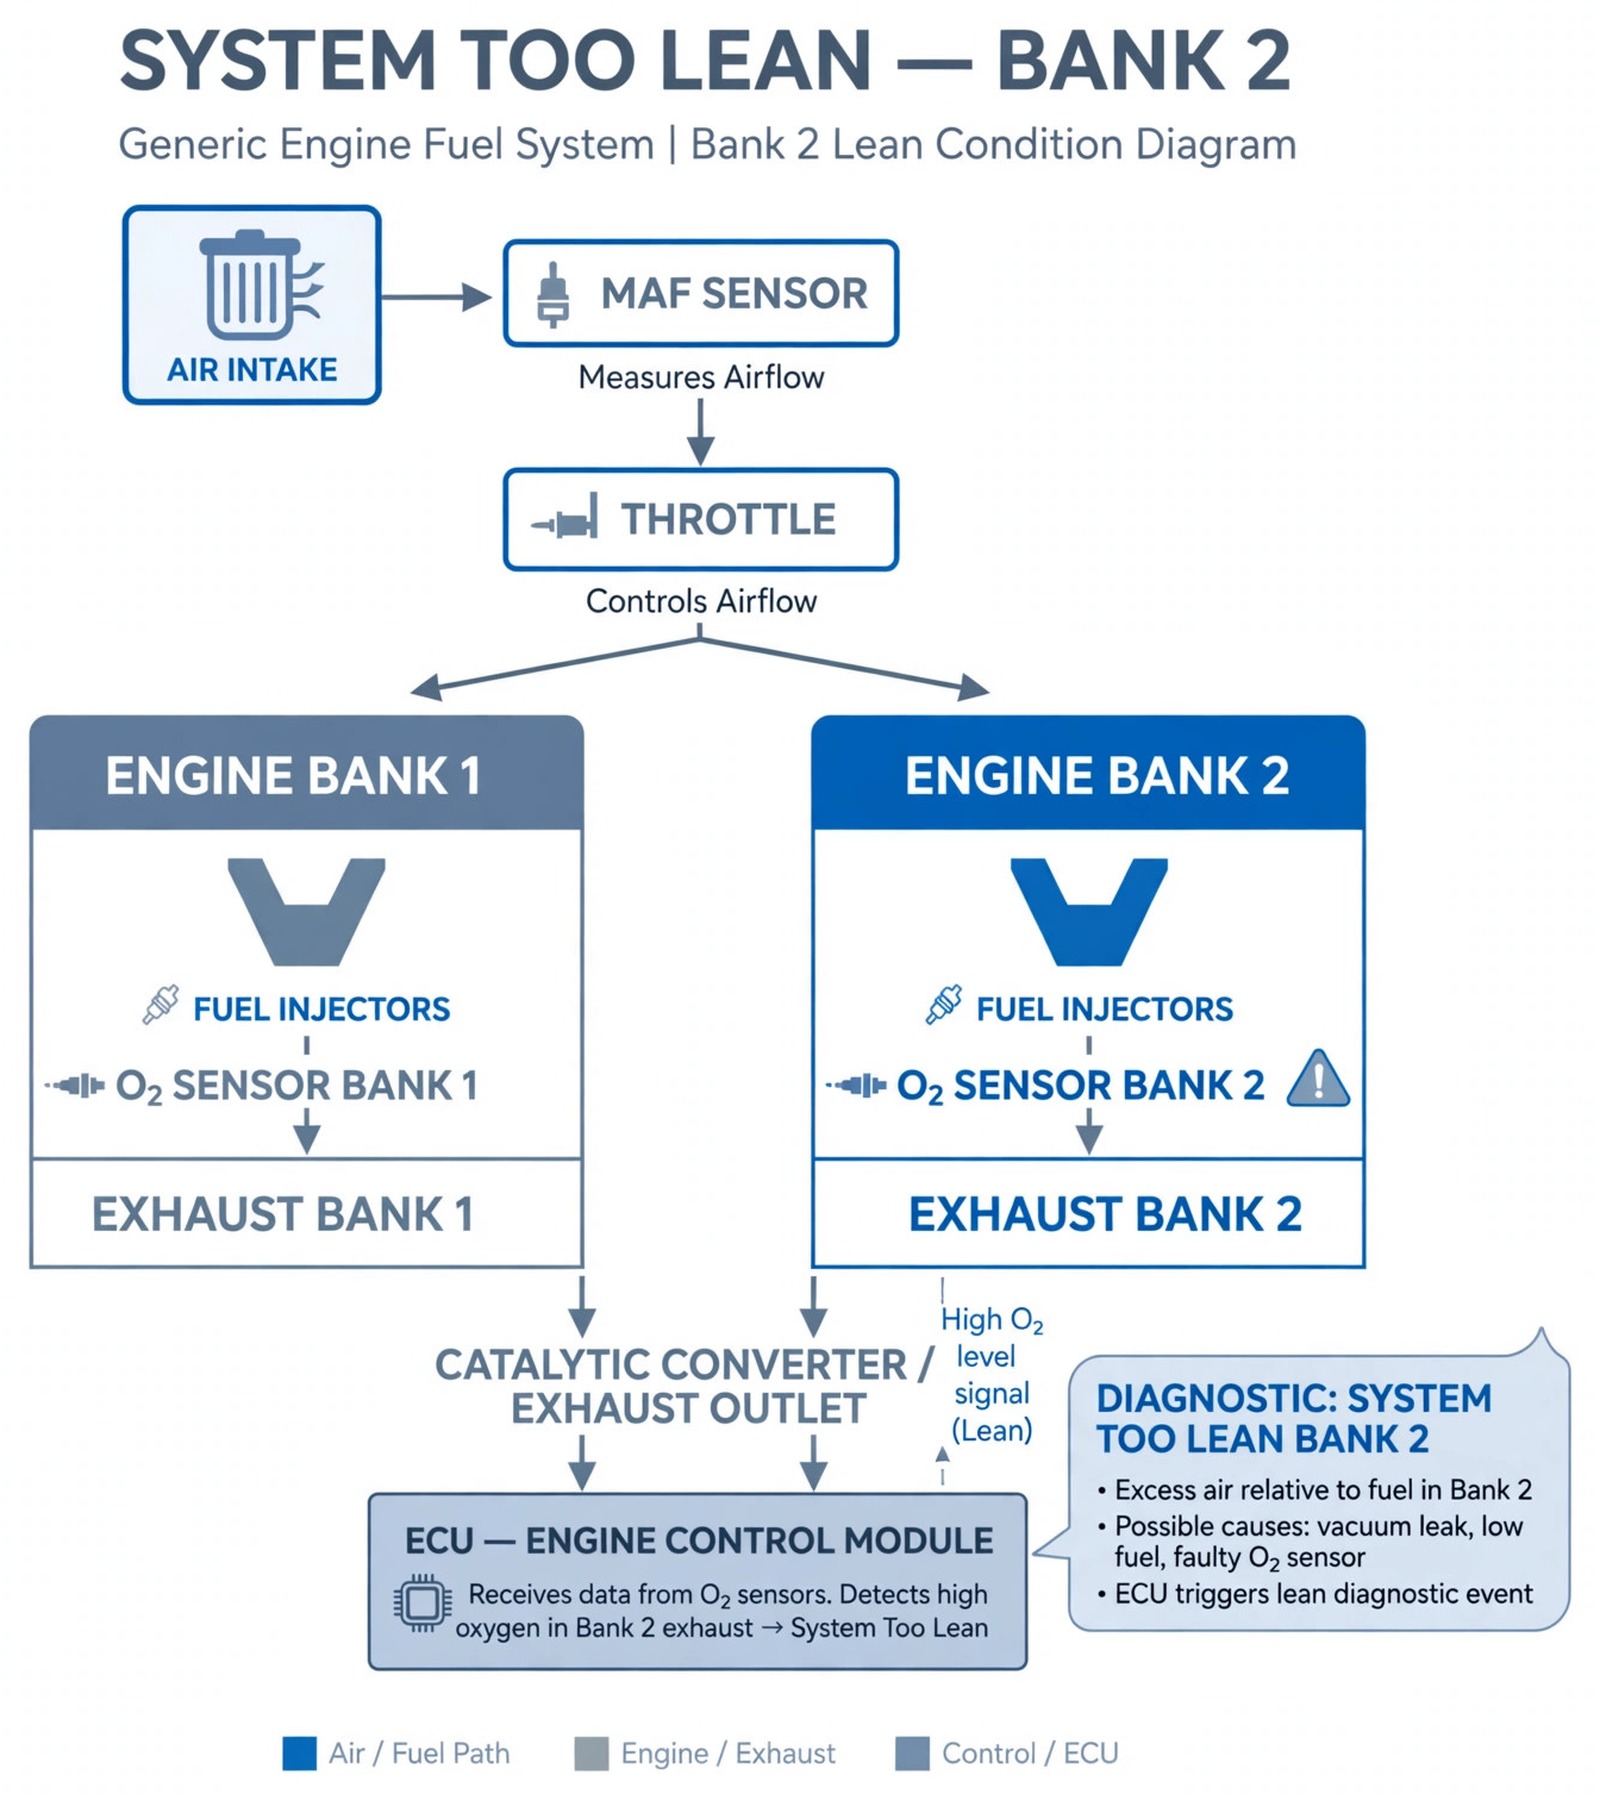 SYSTEM TOO LEAN — BANK 2
Generic Engine Fuel System | Bank 2 Lean Condition Diagram
AIR INTAKE
MAF SENSOR
Measures Airflow
THROTTLE
Controls Airflow
ENGINE BANK 1
FUEL INJECTORS
O₂ SENSOR BANK 1
EXHAUST BANK 1
ENGINE BANK 2
FUEL INJECTORS
O₂ SENSOR BANK 2
EXHAUST BANK 2
CATALYTIC CONVERTER /
EXHAUST OUTLET
High O₂
level
signal
(Lean)
DIAGNOSTIC: SYSTEM
TOO LEAN BANK 2
• Excess air relative to fuel in Bank 2
• Possible causes: vacuum leak, low
fuel, faulty O₂ sensor
• ECU triggers lean diagnostic event
ECU — ENGINE CONTROL MODULE
Receives data from O₂ sensors. Detects high
oxygen in Bank 2 exhaust → System Too Lean
Air / Fuel Path
Engine / Exhaust
Control / ECU